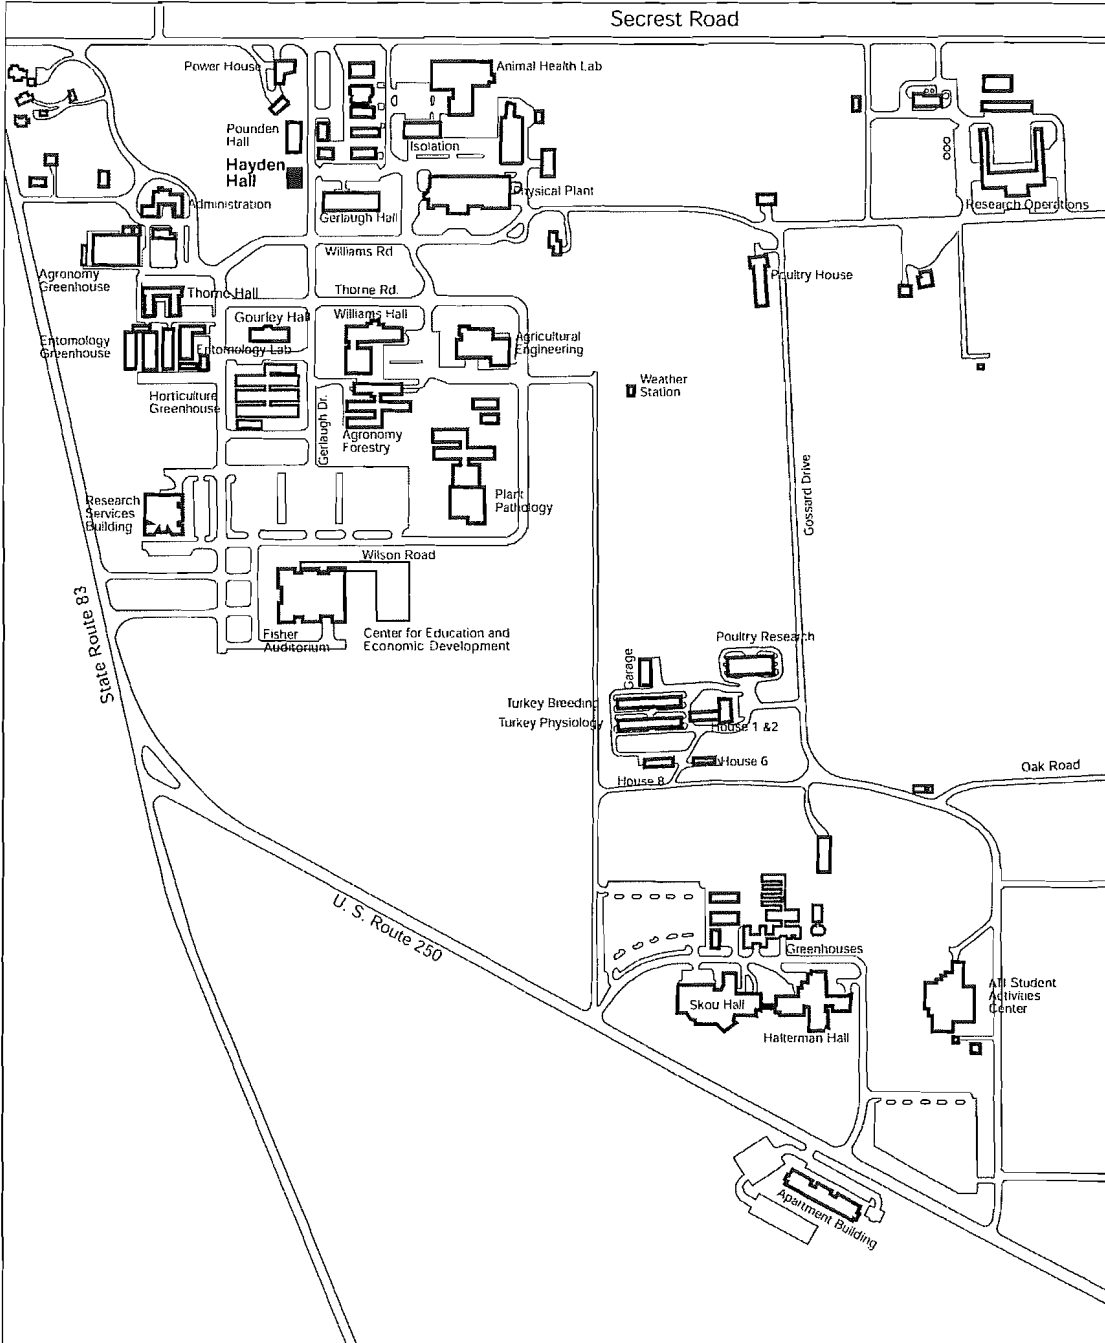 Secrest Road
Power House
Animal Health Lab
Pounden
Hall
Isolation
Hayden
Hall
Physical Plant
Administration
Gerlaugh Hall
Research Operations
Williams Rd
Agronomy
Greenhouse
Poultry House
Thorne Hall
Thorne Rd.
Gourley Hall
Williams Hall
Entomology
Greenhouse
Entomology Lab
Agricultural
Engineering
Weather
Station
Horticulture
Greenhouse
Gerlaugh Dr.
Agronomy
Forestry
Gossard Drive
Research
Services
Building
Plant
Pathology
Wilson Road
State Route 83
Fisher
Auditorium
Center for Education and
Economic Development
Poultry Research
Garage
Turkey Breeding
Turkey Physiology
House 1 &2
House 6
House 8
Oak Road
U. S. Route 250
Greenhouses
Skou Hall
Halterman Hall
ATI Student
Activities
Center
Apartment Building